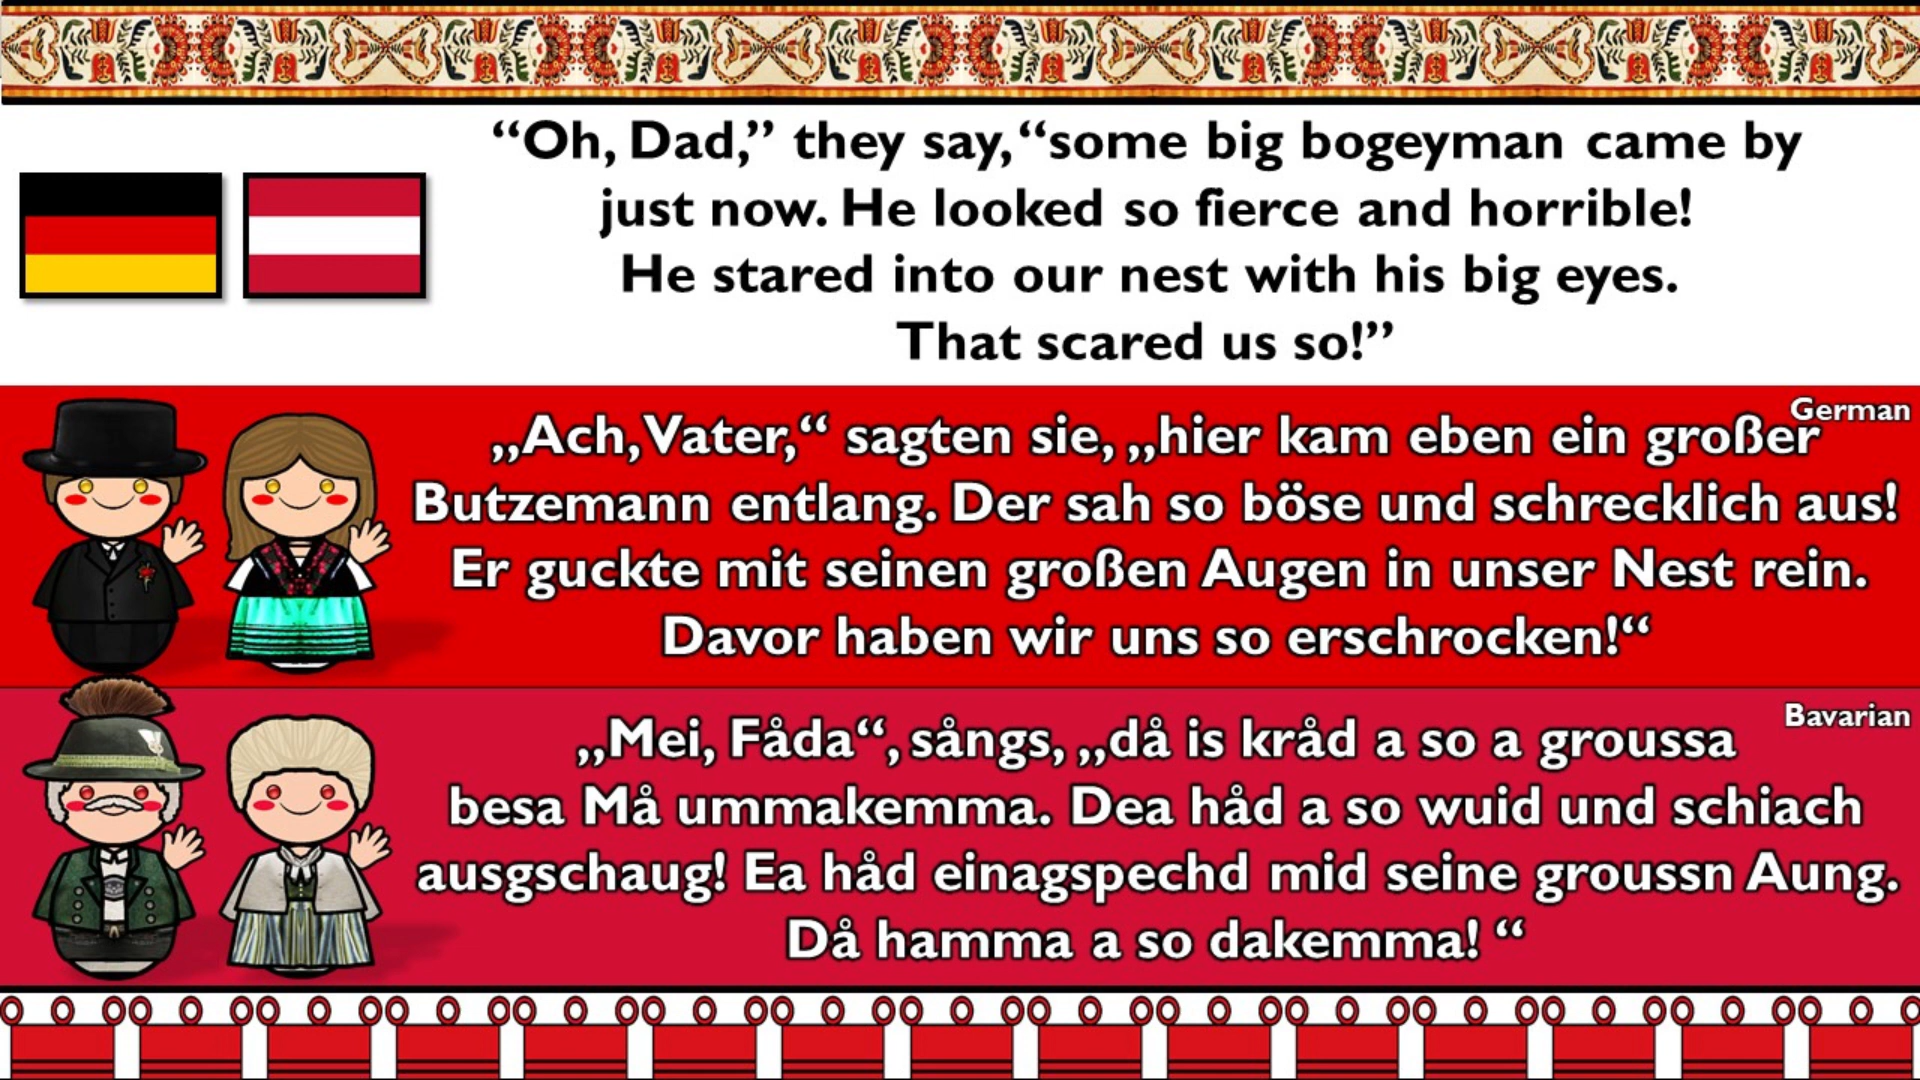 “Oh, Dad,” they say, “some big bogeyman came by
just now. He looked so fierce and horrible!
He stared into our nest with his big eyes.
That scared us so!”
German
„Ach, Vater,“ sagten sie, „hier kam eben ein großer
Butzemann entlang. Der sah so böse und schrecklich aus!
Er guckte mit seinen großen Augen in unser Nest rein.
Davor haben wir uns so erschrocken!“
Bavarian
„Mei, Fåda“, sångs, „då is kråd a so a groussa
besa Må ummakemma. Dea håd a so wuid und schiach
ausgschaug! Ea håd einagspechd mid seine groussn Aung.
Då hamma a so dakemma! “